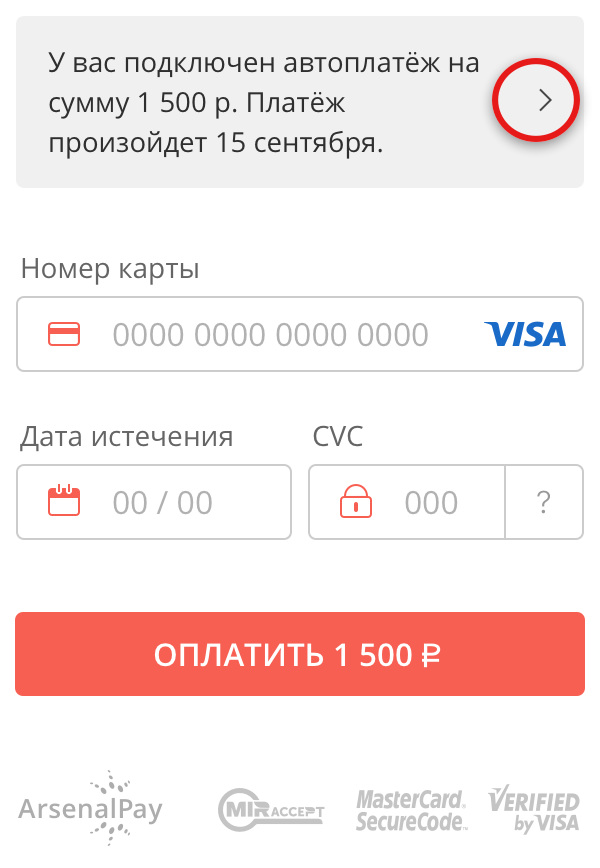 У вас подключен автоплатёж на
сумму 1 500 р. Платёж
произойдет 15 сентября.
Номер карты
0000 0000 0000 0000 VISA
Дата истечения CVC
00 / 00 000 ?
ОПЛАТИТЬ 1 500 ₽
ArsenalPay
MIR ACCEPT
MasterCard®
SecureCode™
VERIFIED
by VISA